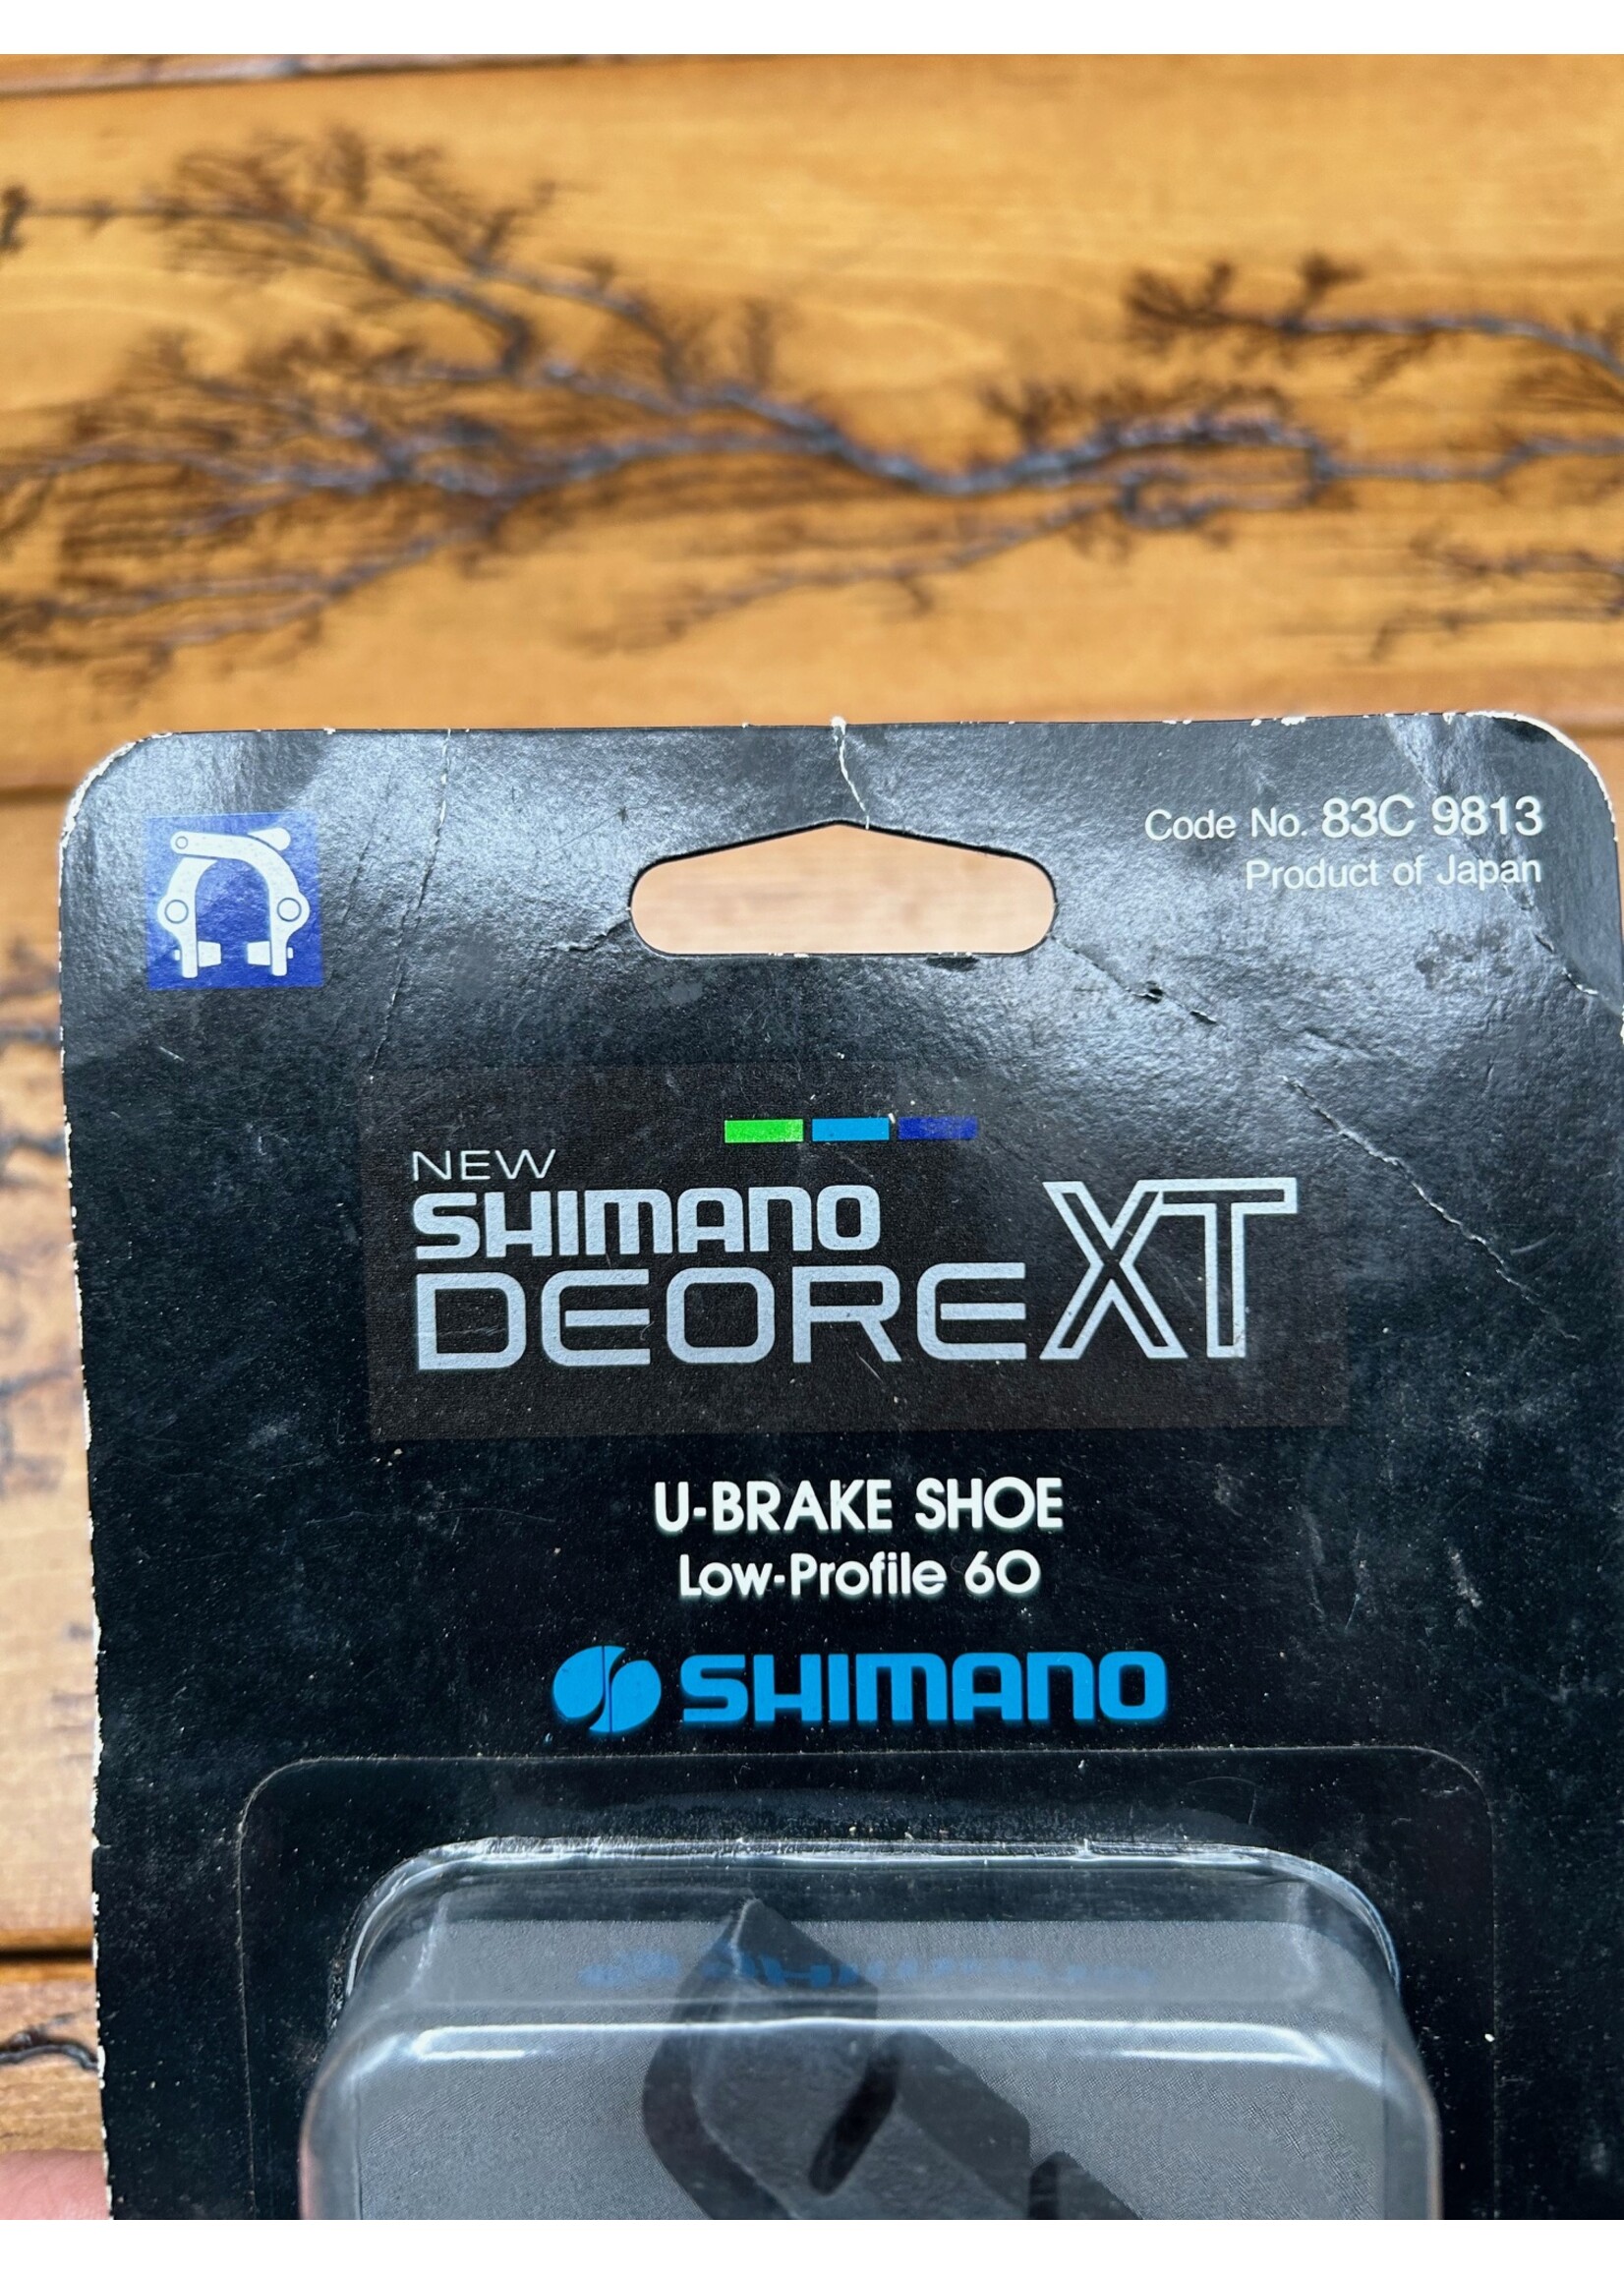 Code No. 83C 9813
Product of Japan
NEW
SHIMANO
DEORE XT
U-BRAKE SHOE
Low-Profile 60
SHIMANO